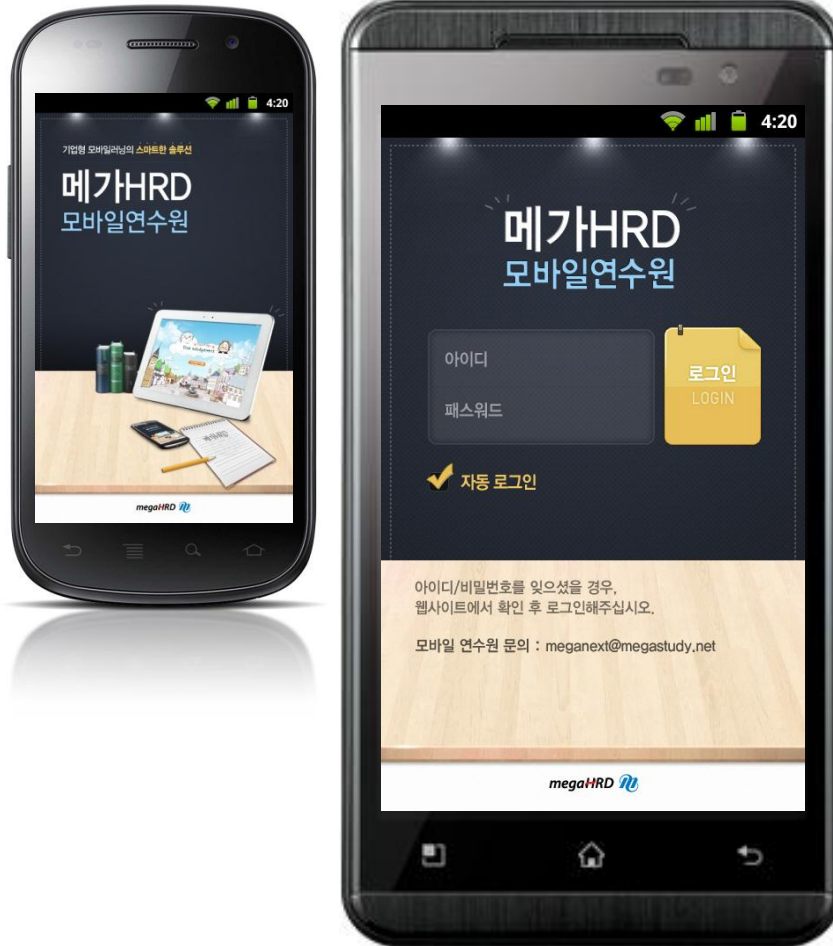 4:20
기업형 모바일러닝의 스마트한 솔루션
메가HRD
모바일연수원
megaHRD
4:20
메가HRD
모바일연수원
아이디
패스워드
로그인
LOGIN
자동 로그인
아이디/비밀번호를 잊으셨을 경우,
웹사이트에서 확인 후 로그인해주십시오.
모바일 연수원 문의 : meganext@megastudy.net
megaHRD